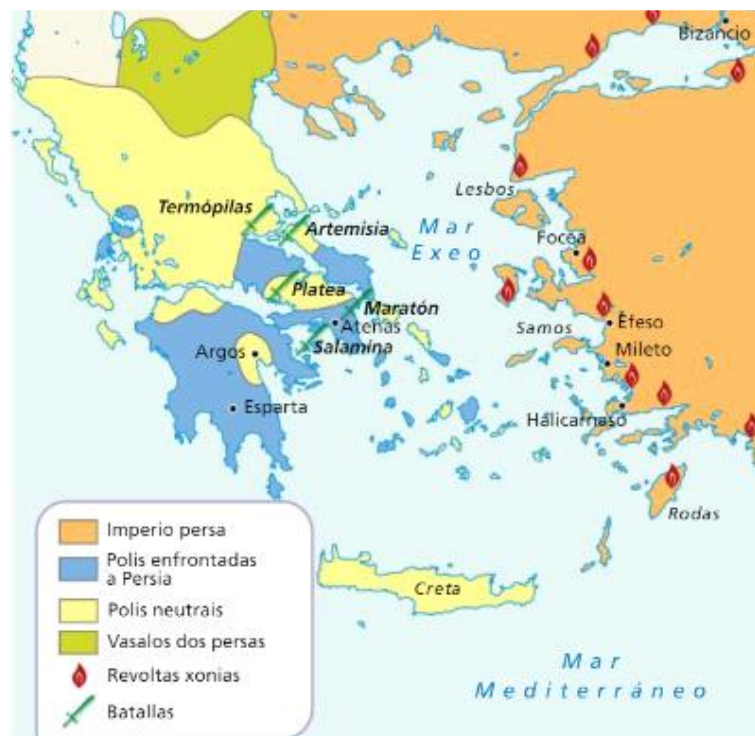 Bizancio
Termópilas
Artemisia
Lesbos
Mar
Exeo
Focea
Platea
Maratón
Atenas
Salamina
Samos
Éfeso
Mileto
Argos
Esparta
Halicarnaso
Rodas
Creta
Mar
Mediterráneo
Imperio persa
Polis enfrontadas
a Persia
Polis neutrais
Vasalos dos persas
Revoltas xonias
Batallas